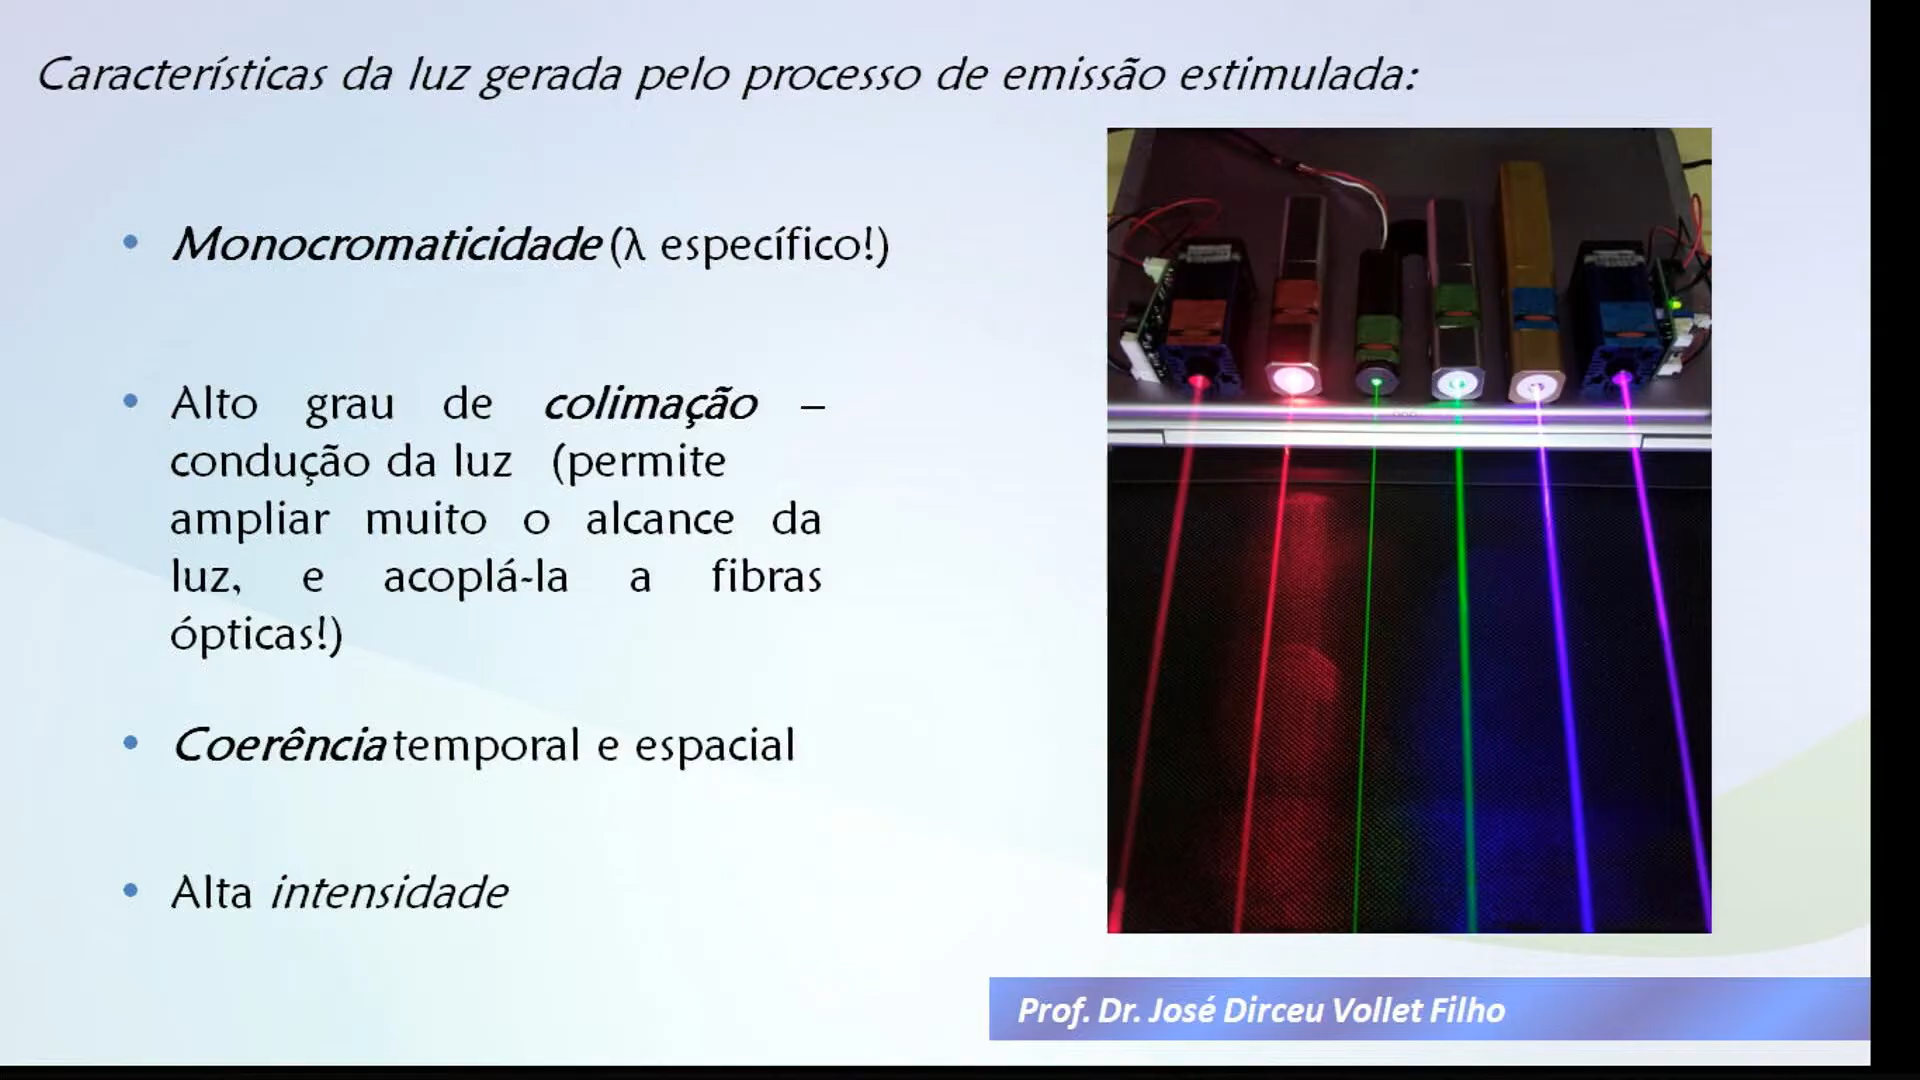 Características da luz gerada pelo processo de emissão estimulada:
• Monocromaticidade (λ específico!)
• Alto grau de colimação –
condução da luz (permite
ampliar muito o alcance da
luz, e acoplá-la a fibras
ópticas!)
• Coerência temporal e espacial
• Alta intensidade
Prof. Dr. José Dirceu Vollet Filho